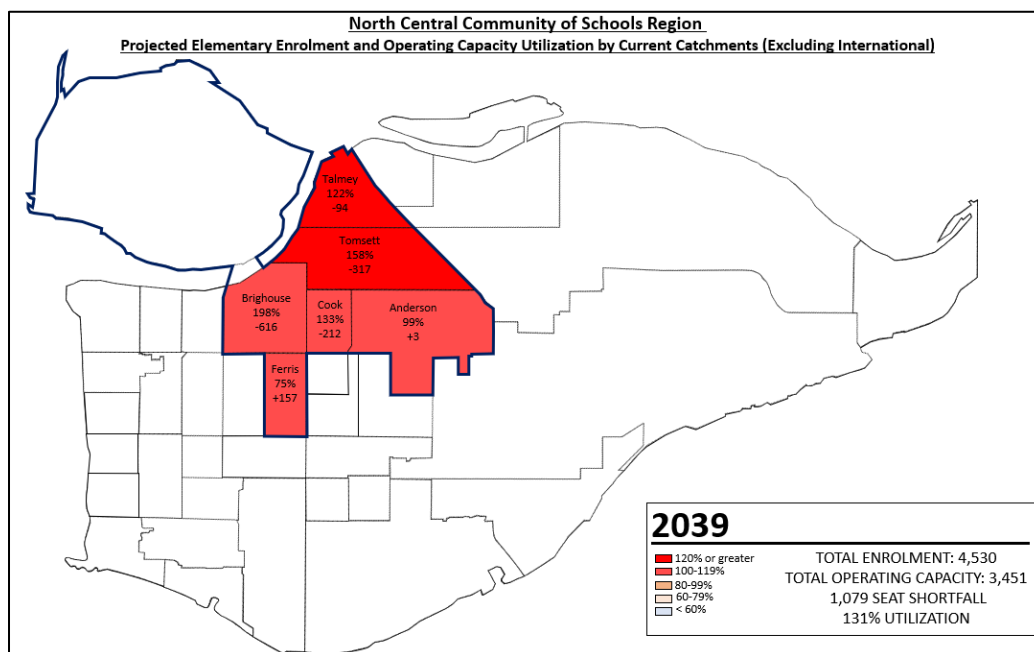 North Central Community of Schools Region
Projected Elementary Enrolment and Operating Capacity Utilization by Current Catchments (Excluding International)
Talmey
122%
-94
Tomsett
158%
-317
Brighouse
198%
-616
Cook
133%
-212
Anderson
99%
+3
Ferris
75%
+157
2039
120% or greater
100-119%
80-99%
60-79%
< 60%
TOTAL ENROLMENT: 4,530
TOTAL OPERATING CAPACITY: 3,451
1,079 SEAT SHORTFALL
131% UTILIZATION